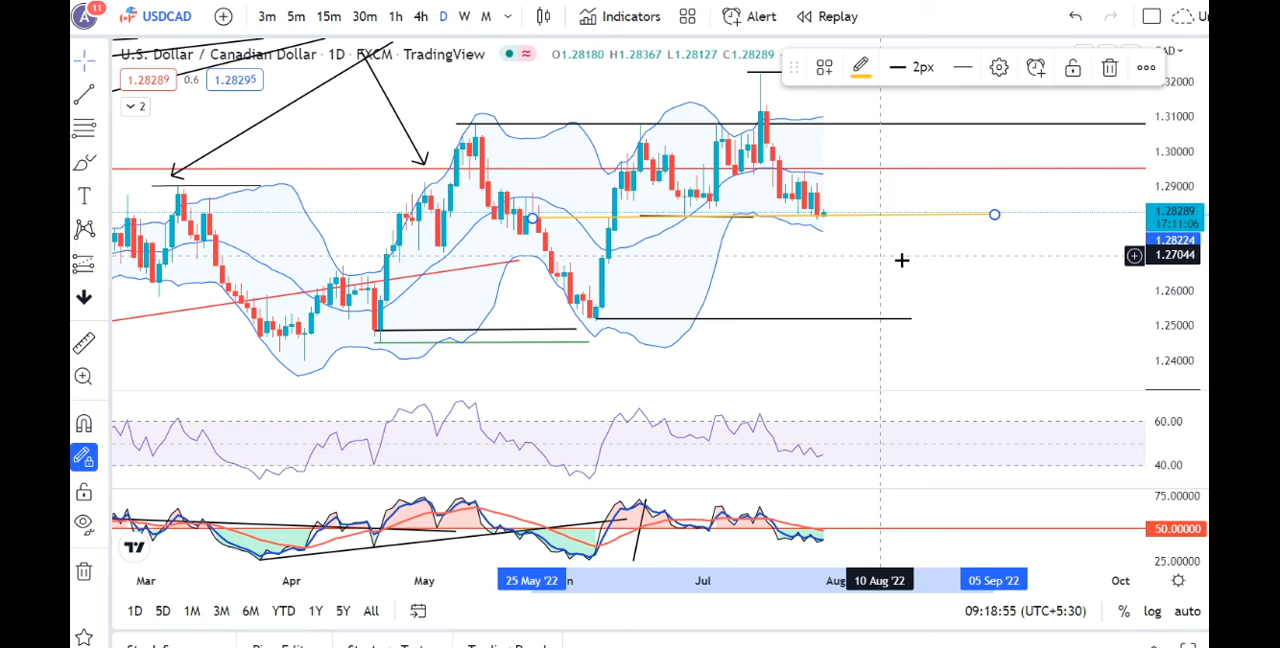 A 11 USDCAD 3m 5m 15m 30m 1h 4h D W M Indicators Alert Replay
U.S. Dollar / Canadian Dollar · 1D · FXCM · TradingView O1.28180 H1.28367 L1.28127 C1.28289
2px
1.28289 0.6 1.28295
2
1.32000
1.31000
1.30000
1.29000
1.28289
17:11:06
1.28224
1.27044
1.26000
1.25000
1.24000
60.00
40.00
75.00000
50.00000
25.00000
Mar Apr May 25 May '22 Jul Aug 10 Aug '22 05 Sep '22 Oct
1D 5D 1M 3M 6M YTD 1Y 5Y All 09:18:55 (UTC+5:30) % log auto